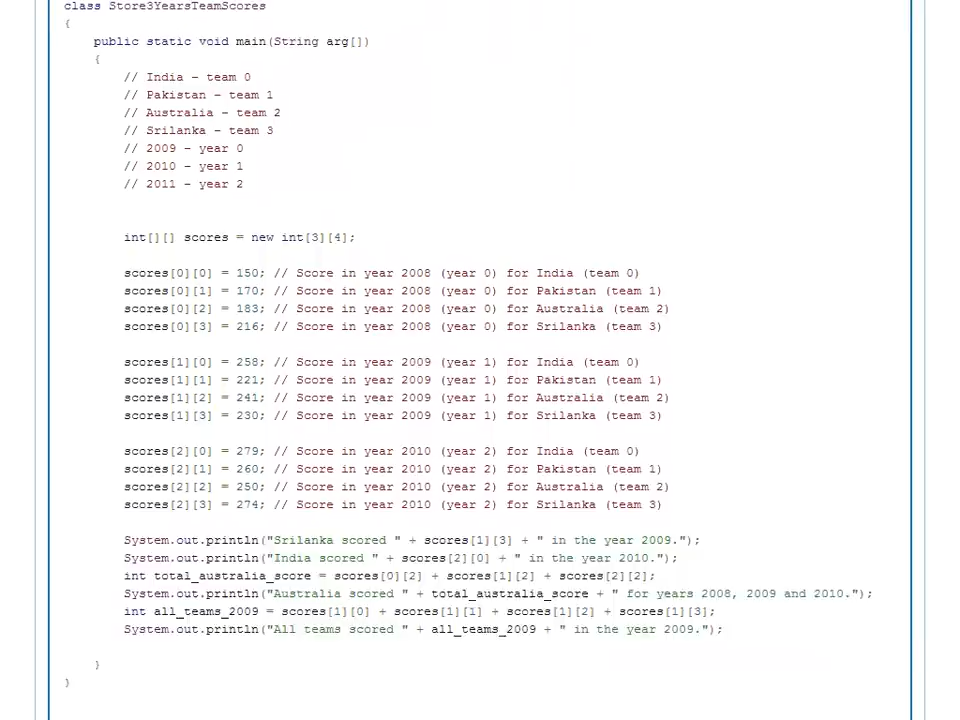 class Store3YearsTeamScores
{
public static void main(String arg[])
{
// India – team 0
// Pakistan – team 1
// Australia – team 2
// Srilanka – team 3
// 2009 – year 0
// 2010 – year 1
// 2011 – year 2
int[][] scores = new int[3][4];
scores[0][0] = 150; // Score in year 2008 (year 0) for India (team 0)
scores[0][1] = 170; // Score in year 2008 (year 0) for Pakistan (team 1)
scores[0][2] = 183; // Score in year 2008 (year 0) for Australia (team 2)
scores[0][3] = 216; // Score in year 2008 (year 0) for Srilanka (team 3)
scores[1][0] = 258; // Score in year 2009 (year 1) for India (team 0)
scores[1][1] = 221; // Score in year 2009 (year 1) for Pakistan (team 1)
scores[1][2] = 241; // Score in year 2009 (year 1) for Australia (team 2)
scores[1][3] = 230; // Score in year 2009 (year 1) for Srilanka (team 3)
scores[2][0] = 279; // Score in year 2010 (year 2) for India (team 0)
scores[2][1] = 260; // Score in year 2010 (year 2) for Pakistan (team 1)
scores[2][2] = 250; // Score in year 2010 (year 2) for Australia (team 2)
scores[2][3] = 274; // Score in year 2010 (year 2) for Srilanka (team 3)
System.out.println("Srilanka scored " + scores[1][3] + " in the year 2009.");
System.out.println("India scored " + scores[2][0] + " in the year 2010.");
int total_australia_score = scores[0][2] + scores[1][2] + scores[2][2];
System.out.println("Australia scored " + total_australia_score + " for years 2008, 2009 and 2010.");
int all_teams_2009 = scores[1][0] + scores[1][1] + scores[1][2] + scores[1][3];
System.out.println("All teams scored " + all_teams_2009 + " in the year 2009.");
}
}